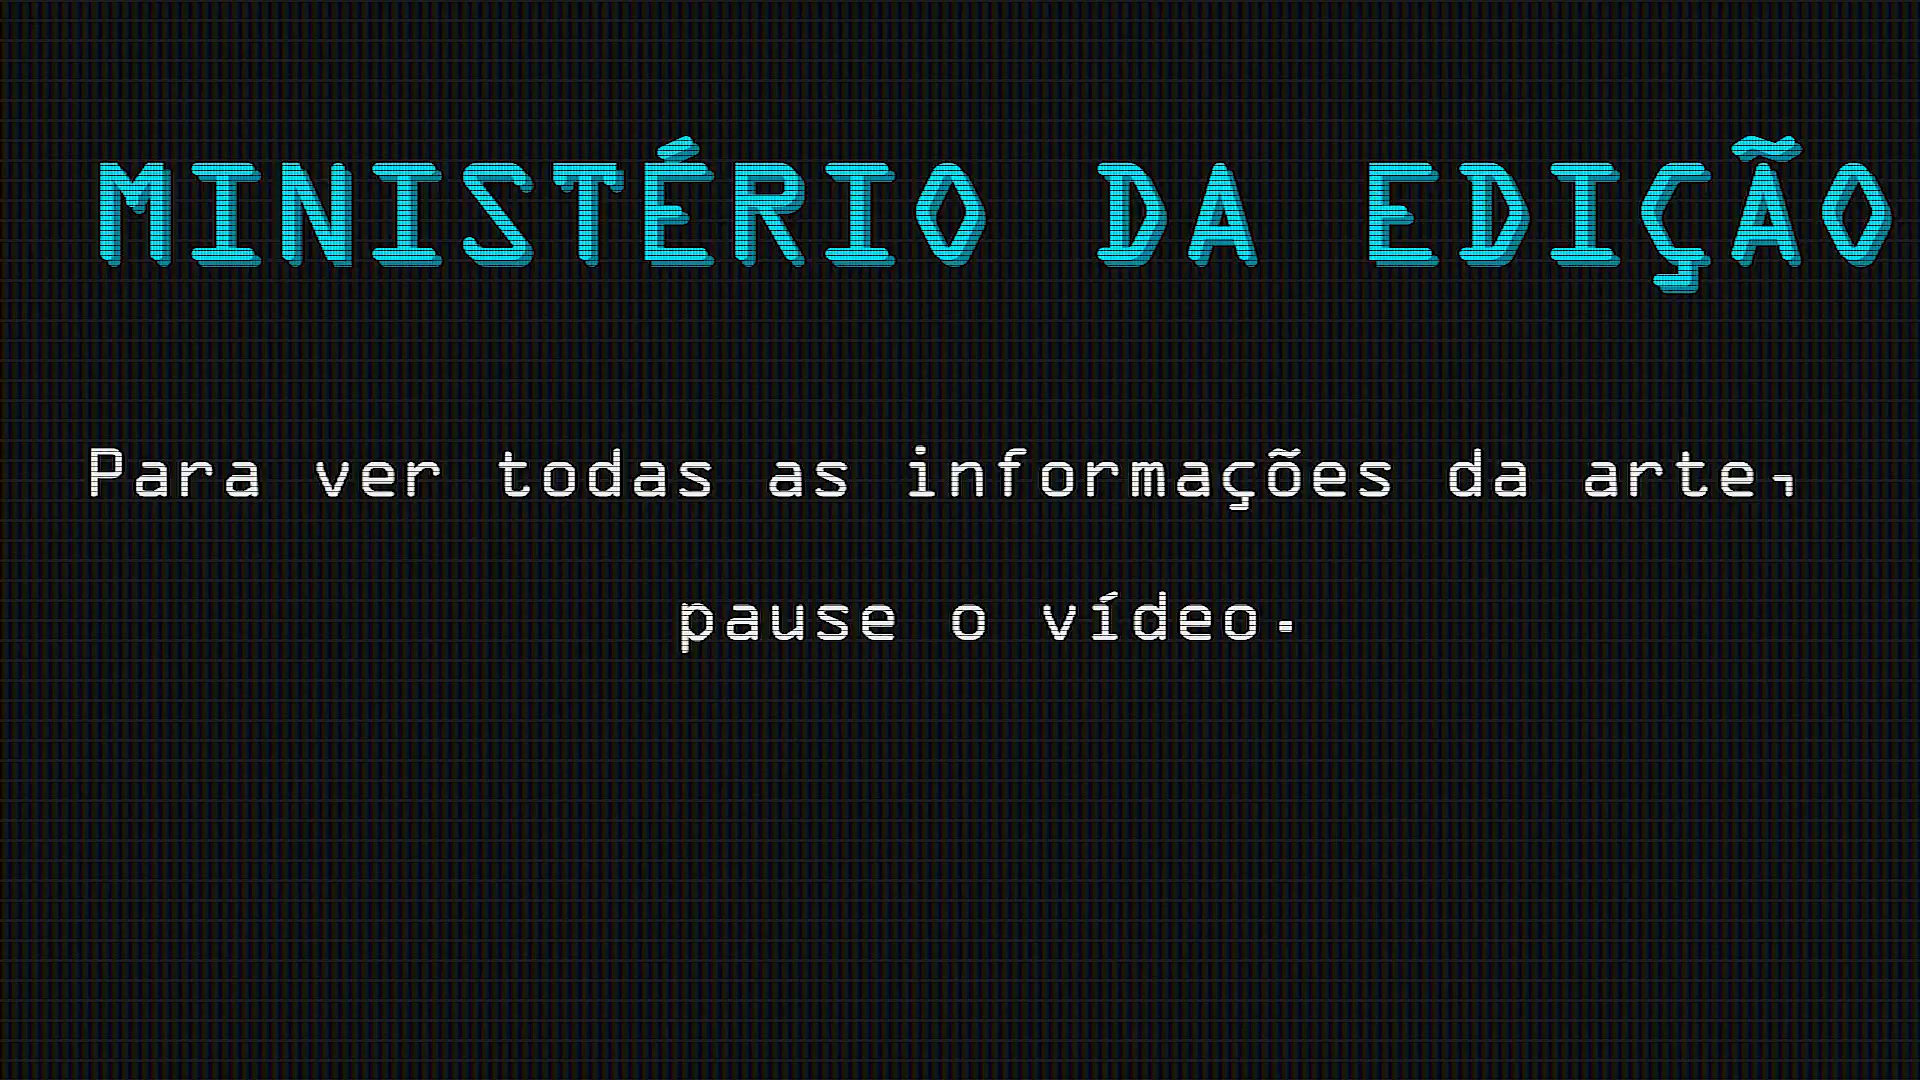 MINISTÉRIO DA EDIÇÃO
Para ver todas as informações da arte,
pause o vídeo.